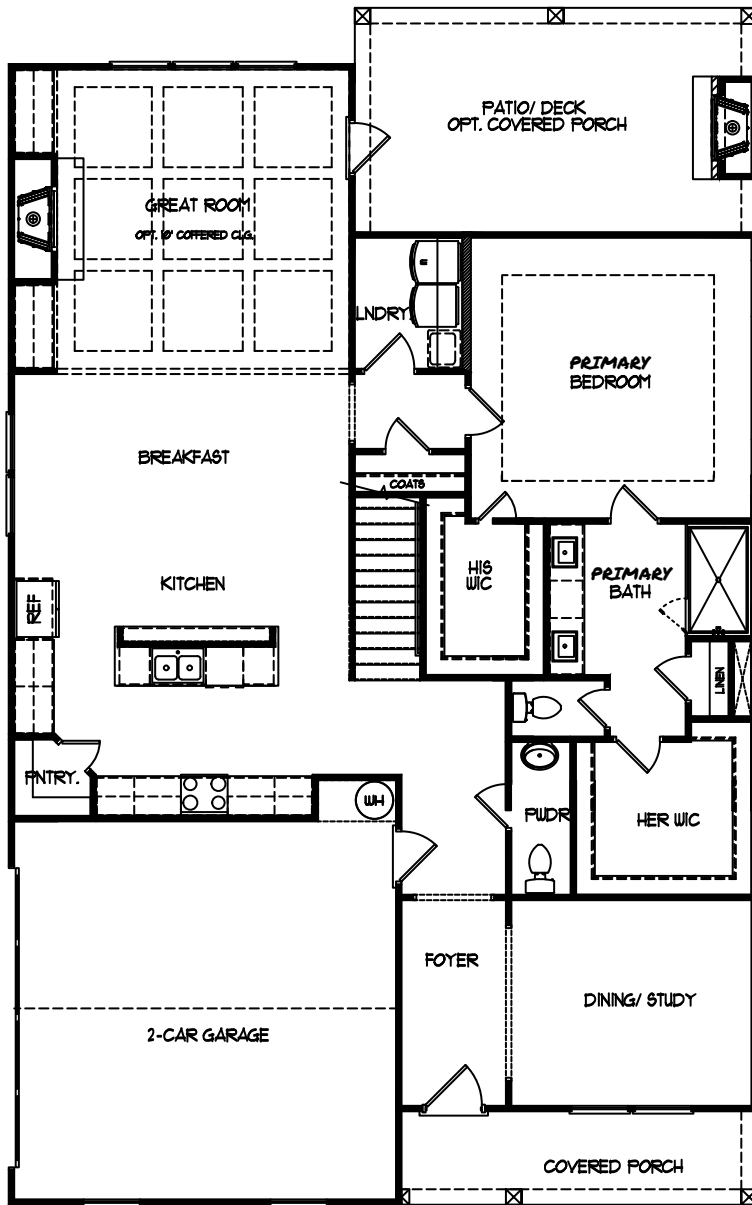 PATIO/ DECK
OPT. COVERED PORCH
GREAT ROOM
OPT. 10' COFFERED CLG.
LNDRY.
PRIMARY
BEDROOM
BREAKFAST
COATS
HIS
WIC
PRIMARY
BATH
KITCHEN
REF
LINEN
PNTRY.
WH
PWDR
HER WIC
FOYER
DINING/ STUDY
2-CAR GARAGE
COVERED PORCH